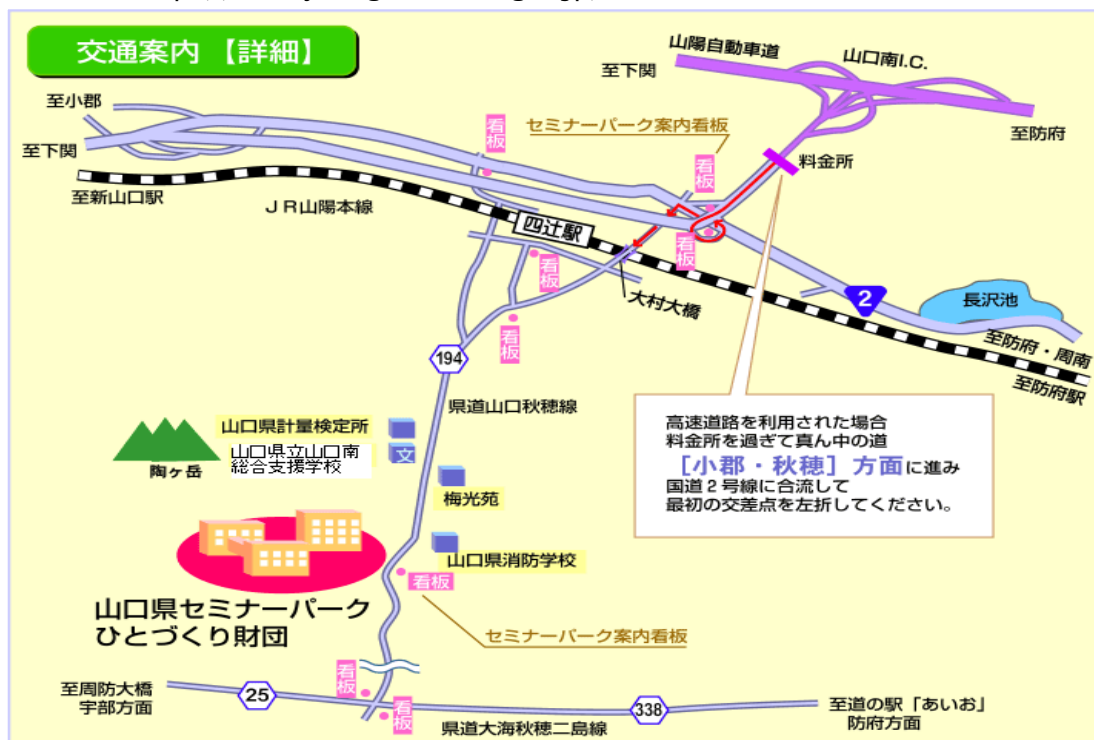 交通案内【詳細】
山陽自動車道
山口南I.C.
至下関
至防府
至小郡
至下関
看板
セミナーパーク案内看板
看板
料金所
至新山口駅
JR山陽本線
四辻駅
看板
看板
大村大橋
2
長沢池
至防府・周南
至防府駅
看板
194
県道山口秋穂線
高速道路を利用された場合
料金所を過ぎて真ん中の道
[小郡・秋穂]方面に進み
国道2号線に合流して
最初の交差点を左折してください。
山口県計量検定所
山口県立山口南
総合支援学校
文
陶ヶ岳
梅光苑
山口県消防学校
看板
山口県セミナーパーク
ひとづくり財団
セミナーパーク案内看板
看板
至周防大橋
宇部方面
25
看板
県道大海秋穂二島線
338
至道の駅「あいお」
防府方面